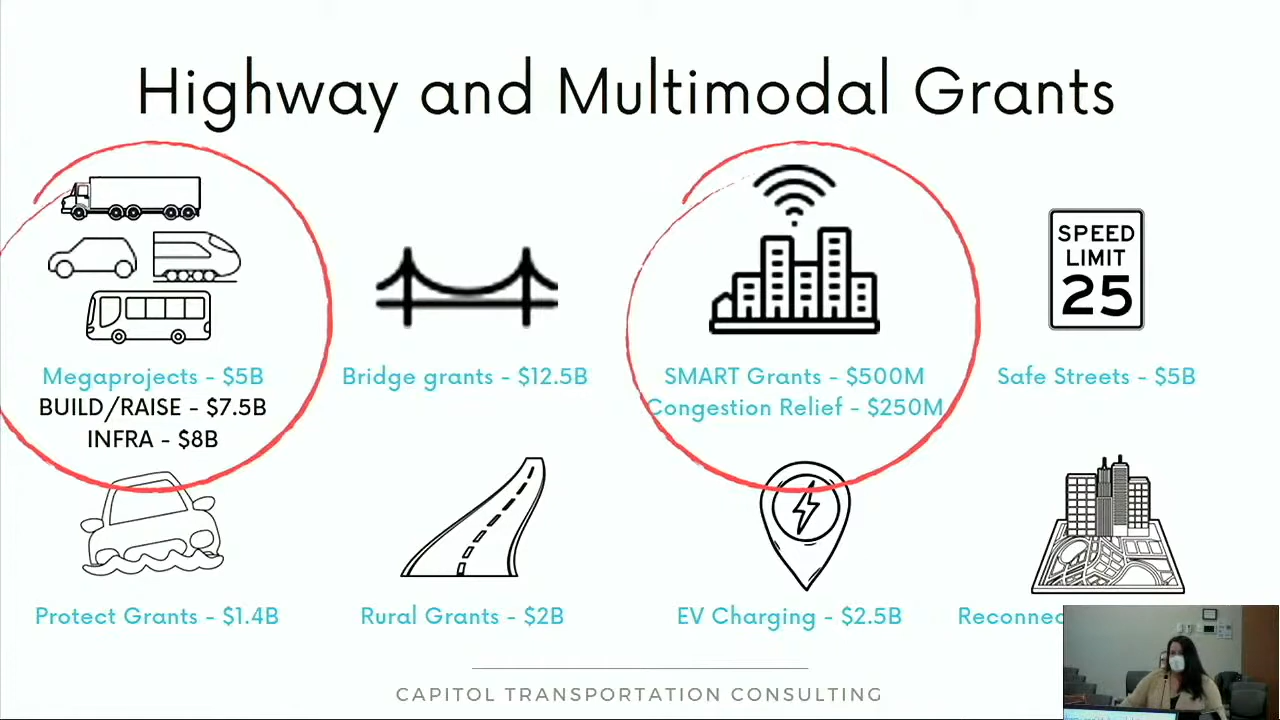 Highway and Multimodal Grants
SPEED
LIMIT
25
Megaprojects - $5B
BUILD/RAISE - $7.5B
INFRA - $8B
Bridge grants - $12.5B
SMART Grants - $500M
Congestion Relief - $250M
Safe Streets - $5B
Protect Grants - $1.4B
Rural Grants - $2B
EV Charging - $2.5B
CAPITOL TRANSPORTATION CONSULTING